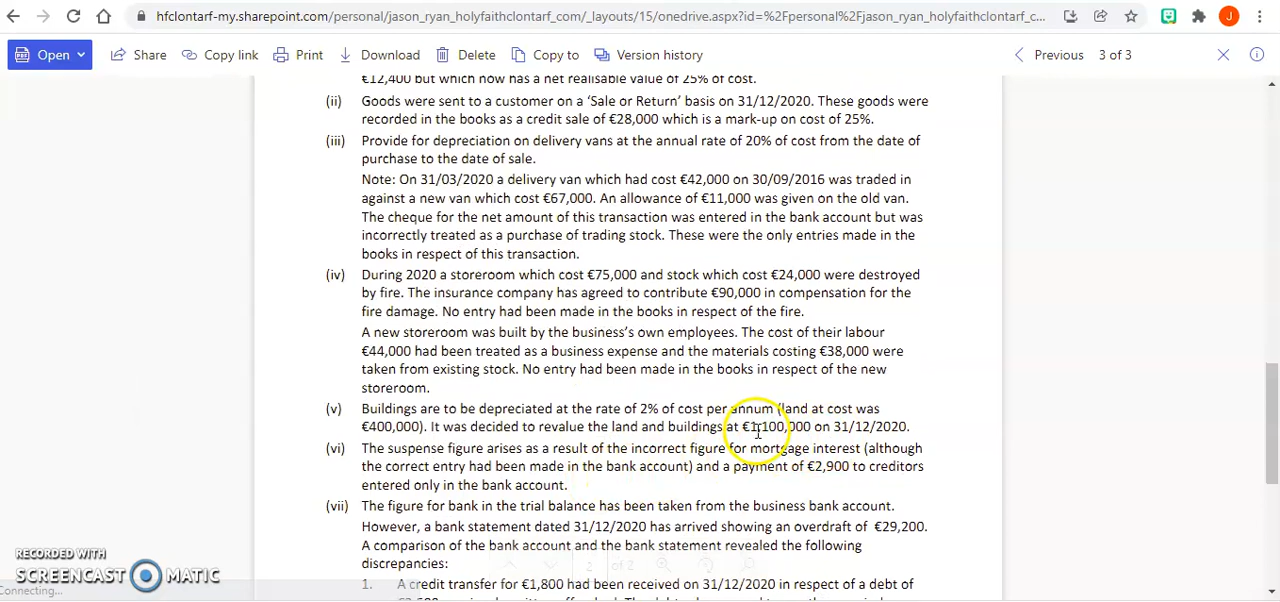 hfclontarf-my.sharepoint.com/personal/jason_ryan_holyfaithclontarf_com/_layouts/15/onedrive.aspx?id=%2Fpersonal%2Fjason_ryan_holyfaithclontarf_c...
J
PDF Open Share Copy link Print Download Delete Copy to Version history Previous 3 of 3
€12,400 but which now has a net realisable value of 25% of cost.
(ii) Goods were sent to a customer on a ‘Sale or Return’ basis on 31/12/2020. These goods were
recorded in the books as a credit sale of €28,000 which is a mark-up on cost of 25%.
(iii) Provide for depreciation on delivery vans at the annual rate of 20% of cost from the date of
purchase to the date of sale.
Note: On 31/03/2020 a delivery van which had cost €42,000 on 30/09/2016 was traded in
against a new van which cost €67,000. An allowance of €11,000 was given on the old van.
The cheque for the net amount of this transaction was entered in the bank account but was
incorrectly treated as a purchase of trading stock. These were the only entries made in the
books in respect of this transaction.
(iv) During 2020 a storeroom which cost €75,000 and stock which cost €24,000 were destroyed
by fire. The insurance company has agreed to contribute €90,000 in compensation for the
fire damage. No entry had been made in the books in respect of the fire.
A new storeroom was built by the business’s own employees. The cost of their labour
€44,000 had been treated as a business expense and the materials costing €38,000 were
taken from existing stock. No entry had been made in the books in respect of the new
storeroom.
(v) Buildings are to be depreciated at the rate of 2% of cost per annum (land at cost was
€400,000). It was decided to revalue the land and buildings at €1,100,000 on 31/12/2020.
(vi) The suspense figure arises as a result of the incorrect figure for mortgage interest (although
the correct entry had been made in the bank account) and a payment of €2,900 to creditors
entered only in the bank account.
(vii) The figure for bank in the trial balance has been taken from the business bank account.
However, a bank statement dated 31/12/2020 has arrived showing an overdraft of €29,200.
A comparison of the bank account and the bank statement revealed the following
discrepancies:
2 of 2
1. A credit transfer for €1,800 had been received on 31/12/2020 in respect of a debt of
RECORDED WITH
SCREENCAST MATIC
Connecting...